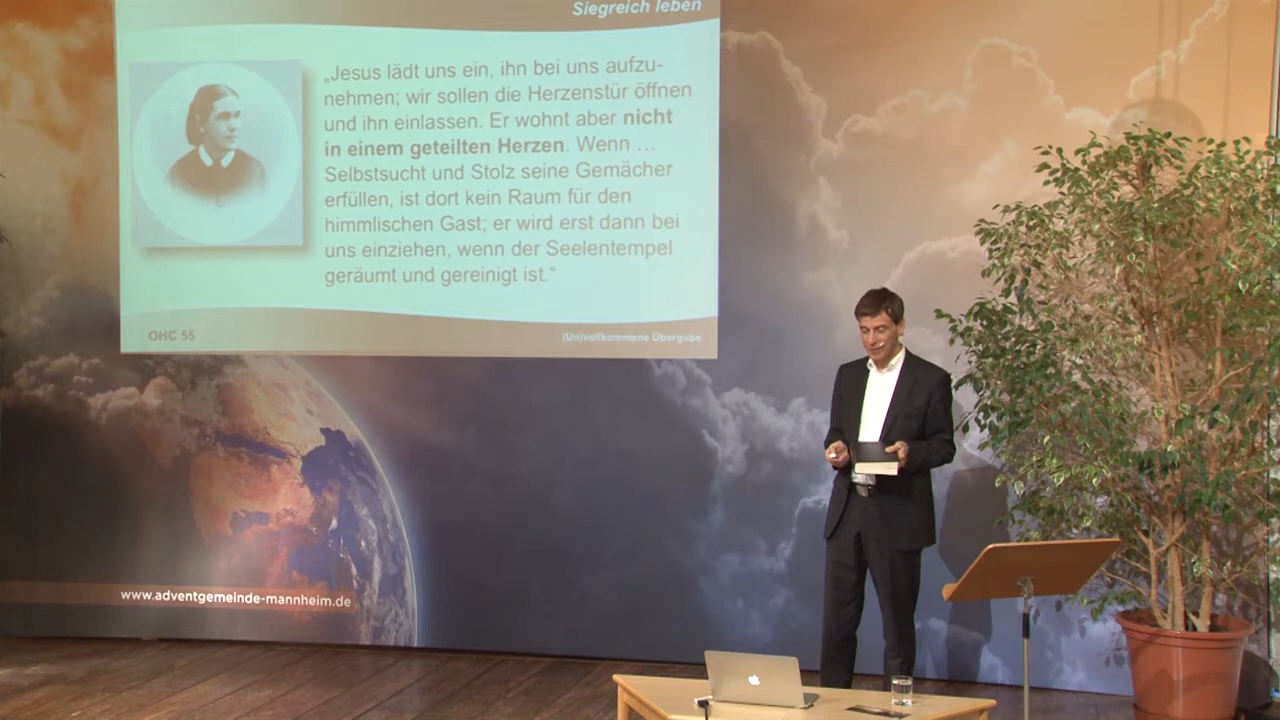 Siegreich leben
„Jesus lädt uns ein, ihn bei uns aufzu-
nehmen; wir sollen die Herzenstür öffnen
und ihn einlassen. Er wohnt aber nicht
in einem geteilten Herzen. Wenn …
Selbstsucht und Stolz seine Gemächer
erfüllen, ist dort kein Raum für den
himmlischen Gast; er wird erst dann bei
uns einziehen, wenn der Seelentempel
geräumt und gereinigt ist.“
OHC 55
(Un)vollkommene Übergabe
www.adventgemeinde-mannheim.de